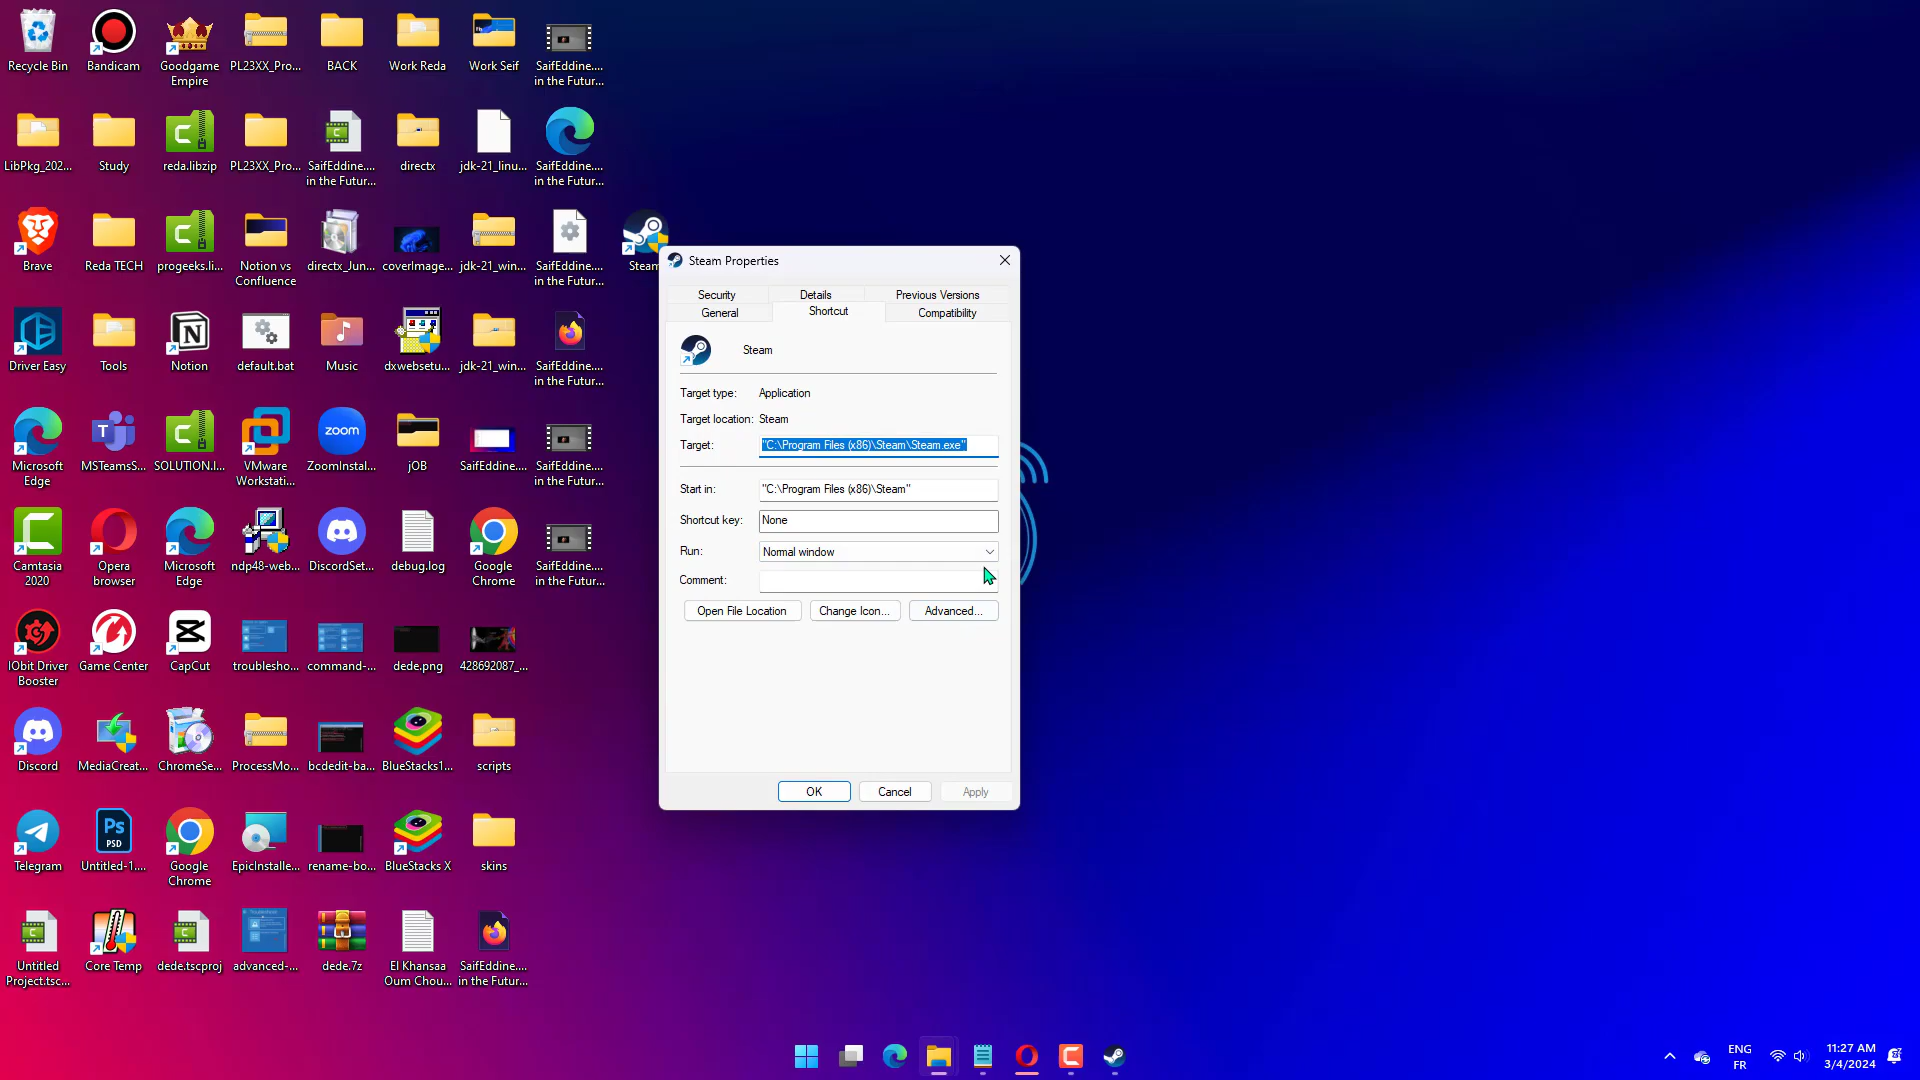 Recycle Bin
Bandicam
Goodgame
Empire
PL23XX_Pro...
BACK
Work Reda
Work Seif
SaifEddine....
in the Futur...
LibPkg_202...
Study
reda.libzip
PL23XX_Pro...
SaifEddine....
in the Futur...
directx
jdk-21_linu...
SaifEddine....
in the Futur...
Brave
Reda TECH
progeeks.li...
Notion vs
Confluence
directx_Jun...
coverImage...
jdk-21_win...
SaifEddine....
in the Futur...
Steam
Driver Easy
Tools
Notion
default.bat
Music
dxwebsetu...
jdk-21_win...
SaifEddine....
in the Futur...
Microsoft
Edge
MSTeamsS...
SOLUTION.l...
VMware
Workstati...
zoom
ZoomInstal...
jOB
SaifEddine....
SaifEddine....
in the Futur...
Camtasia
2020
Opera
browser
Microsoft
Edge
ndp48-web...
DiscordSet...
debug.log
Google
Chrome
SaifEddine....
in the Futur...
IObit Driver
Booster
Game Center
CapCut
troublesho...
command-...
dede.png
428692087_...
Discord
MediaCreat...
ChromeSe...
ProcessMo...
bcdedit-ba...
BlueStacks1...
scripts
Telegram
Ps
PSD
Untitled-1....
Google
Chrome
EpicInstalle...
rename-bo...
BlueStacks X
skins
Untitled
Project.tsc...
Core Temp
dede.tscproj
advanced-...
dede.7z
El Khansaa
Oum Chou...
SaifEddine....
in the Futur...
Steam Properties
Security
Details
Previous Versions
General
Shortcut
Compatibility
Steam
Target type: Application
Target location: Steam
Target: "C:\Program Files (x86)\Steam\Steam.exe"
Start in: "C:\Program Files (x86)\Steam"
Shortcut key: None
Run: Normal window
Comment:
Open File Location
Change Icon...
Advanced...
OK
Cancel
Apply
ENG
FR
11:27 AM
3/4/2024